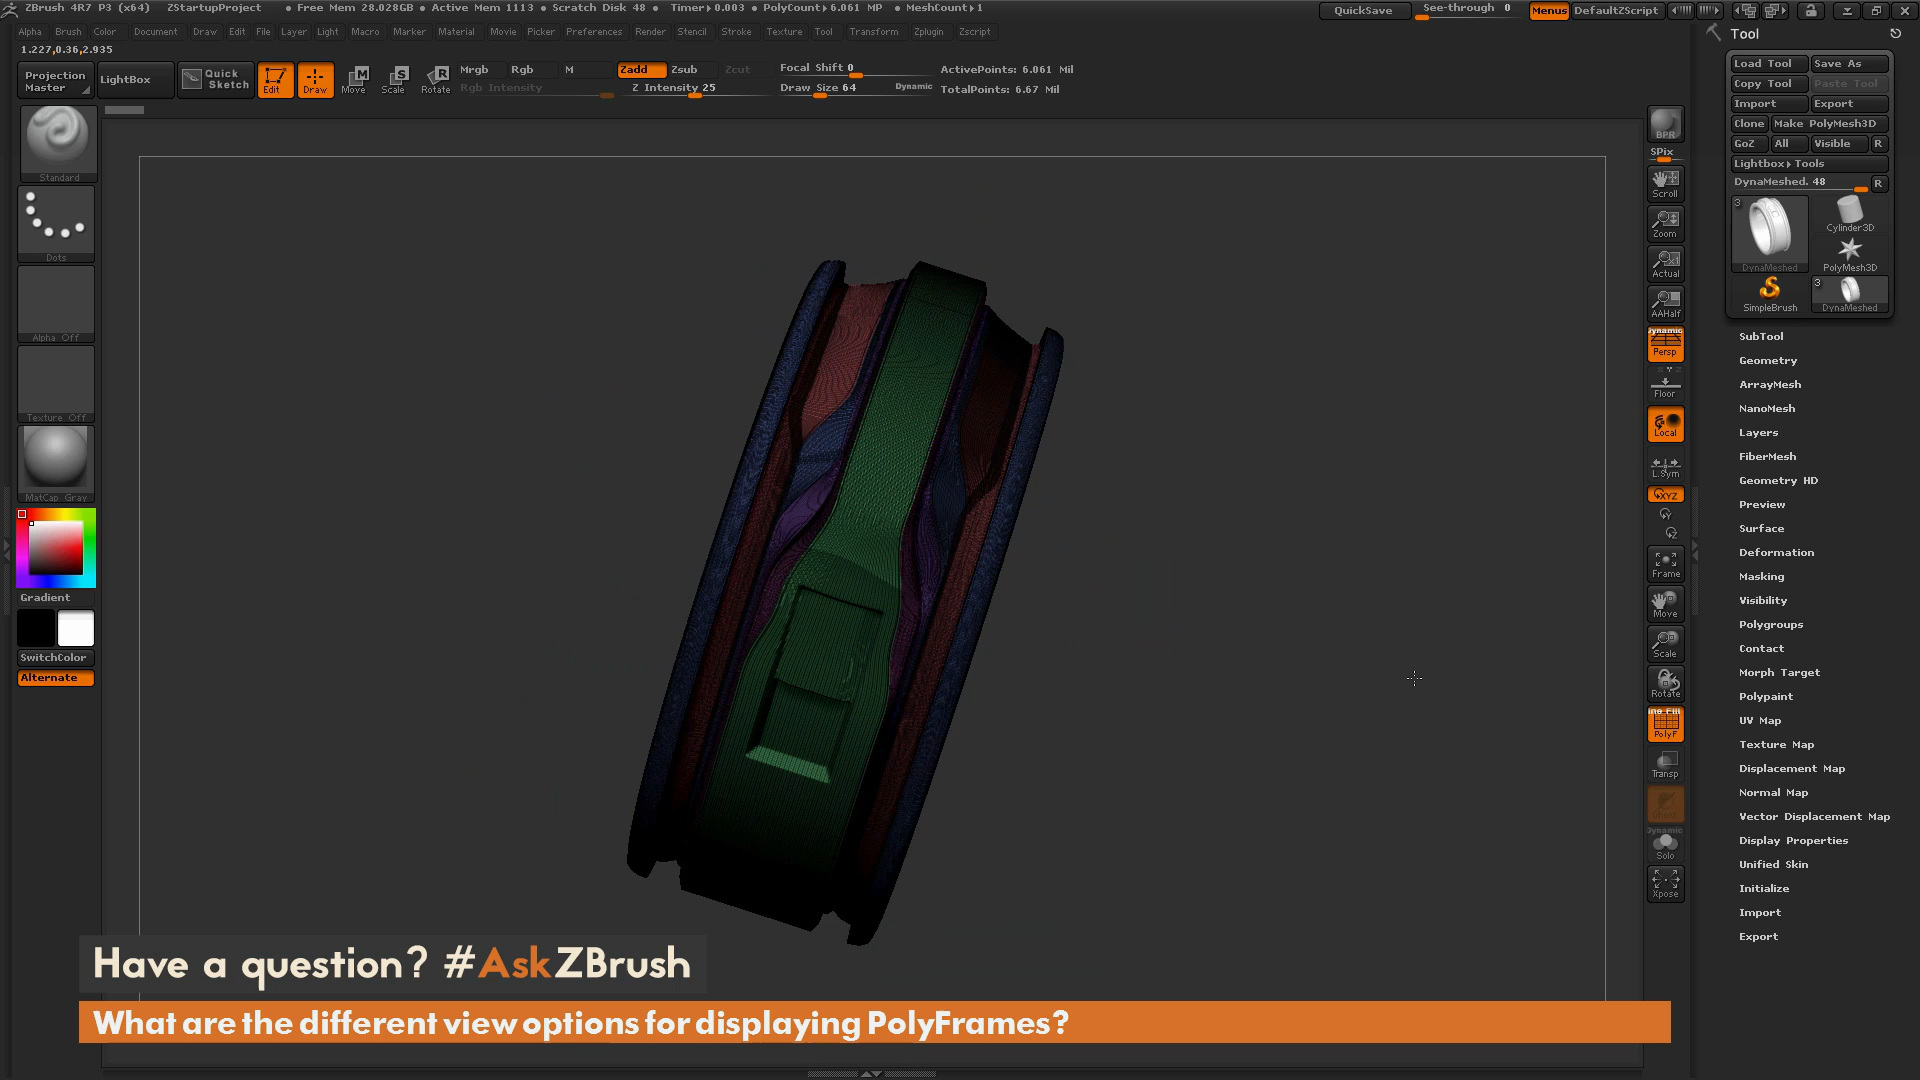 ZBrush 4R7 P3 (x64) ZStartupProject • Free Mem 28.028GB • Active Mem 1113 • Scratch Disk 48 • Timer▸0.003 • PolyCount▸6.061 MP • MeshCount▸1 QuickSave See-through 0 Menus DefaultZScript
Alpha Brush Color Document Draw Edit File Layer Light Macro Marker Material Movie Picker Preferences Render Stencil Stroke Texture Tool Transform Zplugin Zscript
1.227,0.36,2.935
Projection Master
LightBox
Quick Sketch
Edit
Draw
Move
Scale
Rotate
Mrgb Rgb M
Rgb Intensity
Zadd Zsub Zcut
Z Intensity 25
Focal Shift 0
Draw Size 64 Dynamic
ActivePoints: 6.061 Mil
TotalPoints: 6.67 Mil
Standard
Dots
Alpha Off
Texture Off
MatCap Gray
Gradient
SwitchColor
Alternate
BPR
SPix
Scroll
Zoom
Actual
AAHalf
Dynamic
Persp
Floor
Local
L.Sym
XYZ
Frame
Move
Scale
Rotate
PolyF
Transp
Dynamic
Solo
Xpose
Tool
Load Tool Save As
Copy Tool Paste Tool
Import Export
Clone Make PolyMesh3D
GoZ All Visible R
Lightbox▸Tools
DynaMeshed. 48 R
3
DynaMeshed
Cylinder3D
PolyMesh3D
SimpleBrush
3
DynaMeshed
SubTool
Geometry
ArrayMesh
NanoMesh
Layers
FiberMesh
Geometry HD
Preview
Surface
Deformation
Masking
Visibility
Polygroups
Contact
Morph Target
Polypaint
UV Map
Texture Map
Displacement Map
Normal Map
Vector Displacement Map
Display Properties
Unified Skin
Initialize
Import
Export
Have a question? #AskZBrush
What are the different view options for displaying PolyFrames?